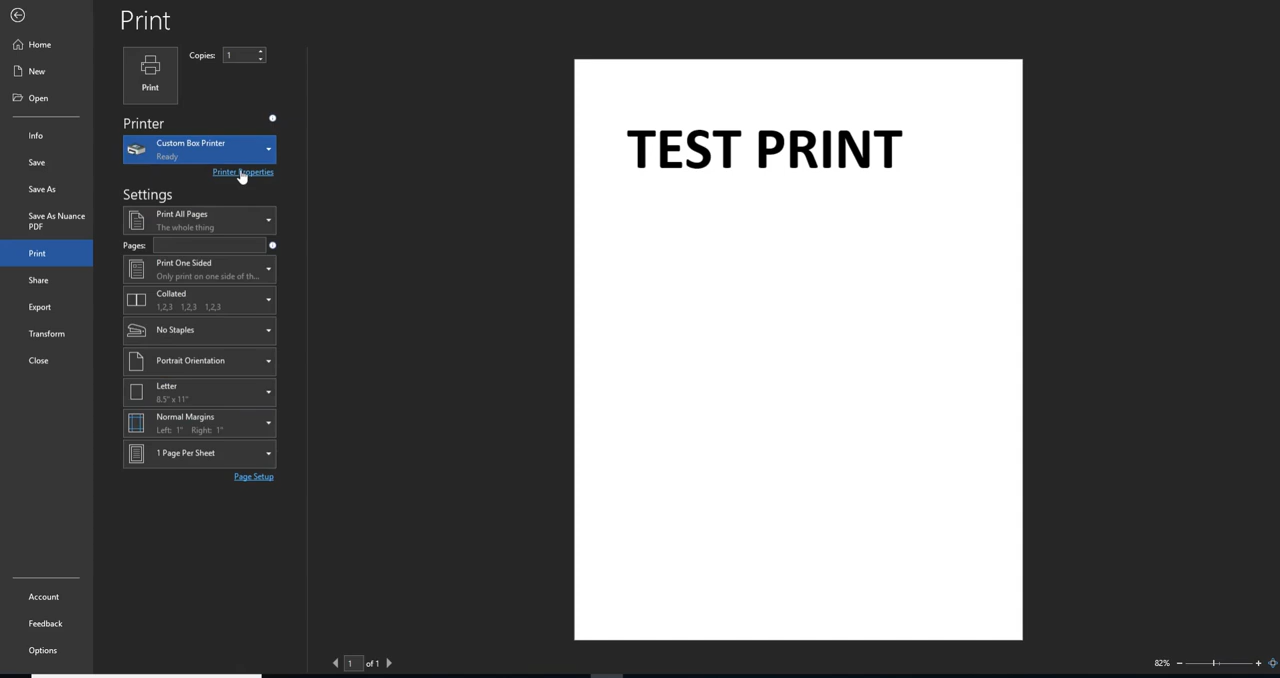 Print
Home
New
Open
Info
Save
Save As
Save As Nuance
PDF
Print
Share
Export
Transform
Close
Account
Feedback
Options
Print
Copies: 1
Printer
Custom Box Printer
Ready
Printer Properties
Settings
Print All Pages
The whole thing
Pages:
Print One Sided
Only print on one side of th...
Collated
1,2,3 1,2,3 1,2,3
No Staples
Portrait Orientation
Letter
8.5" x 11"
Normal Margins
Left: 1" Right: 1"
1 Page Per Sheet
Page Setup
TEST PRINT
1 of 1
82%